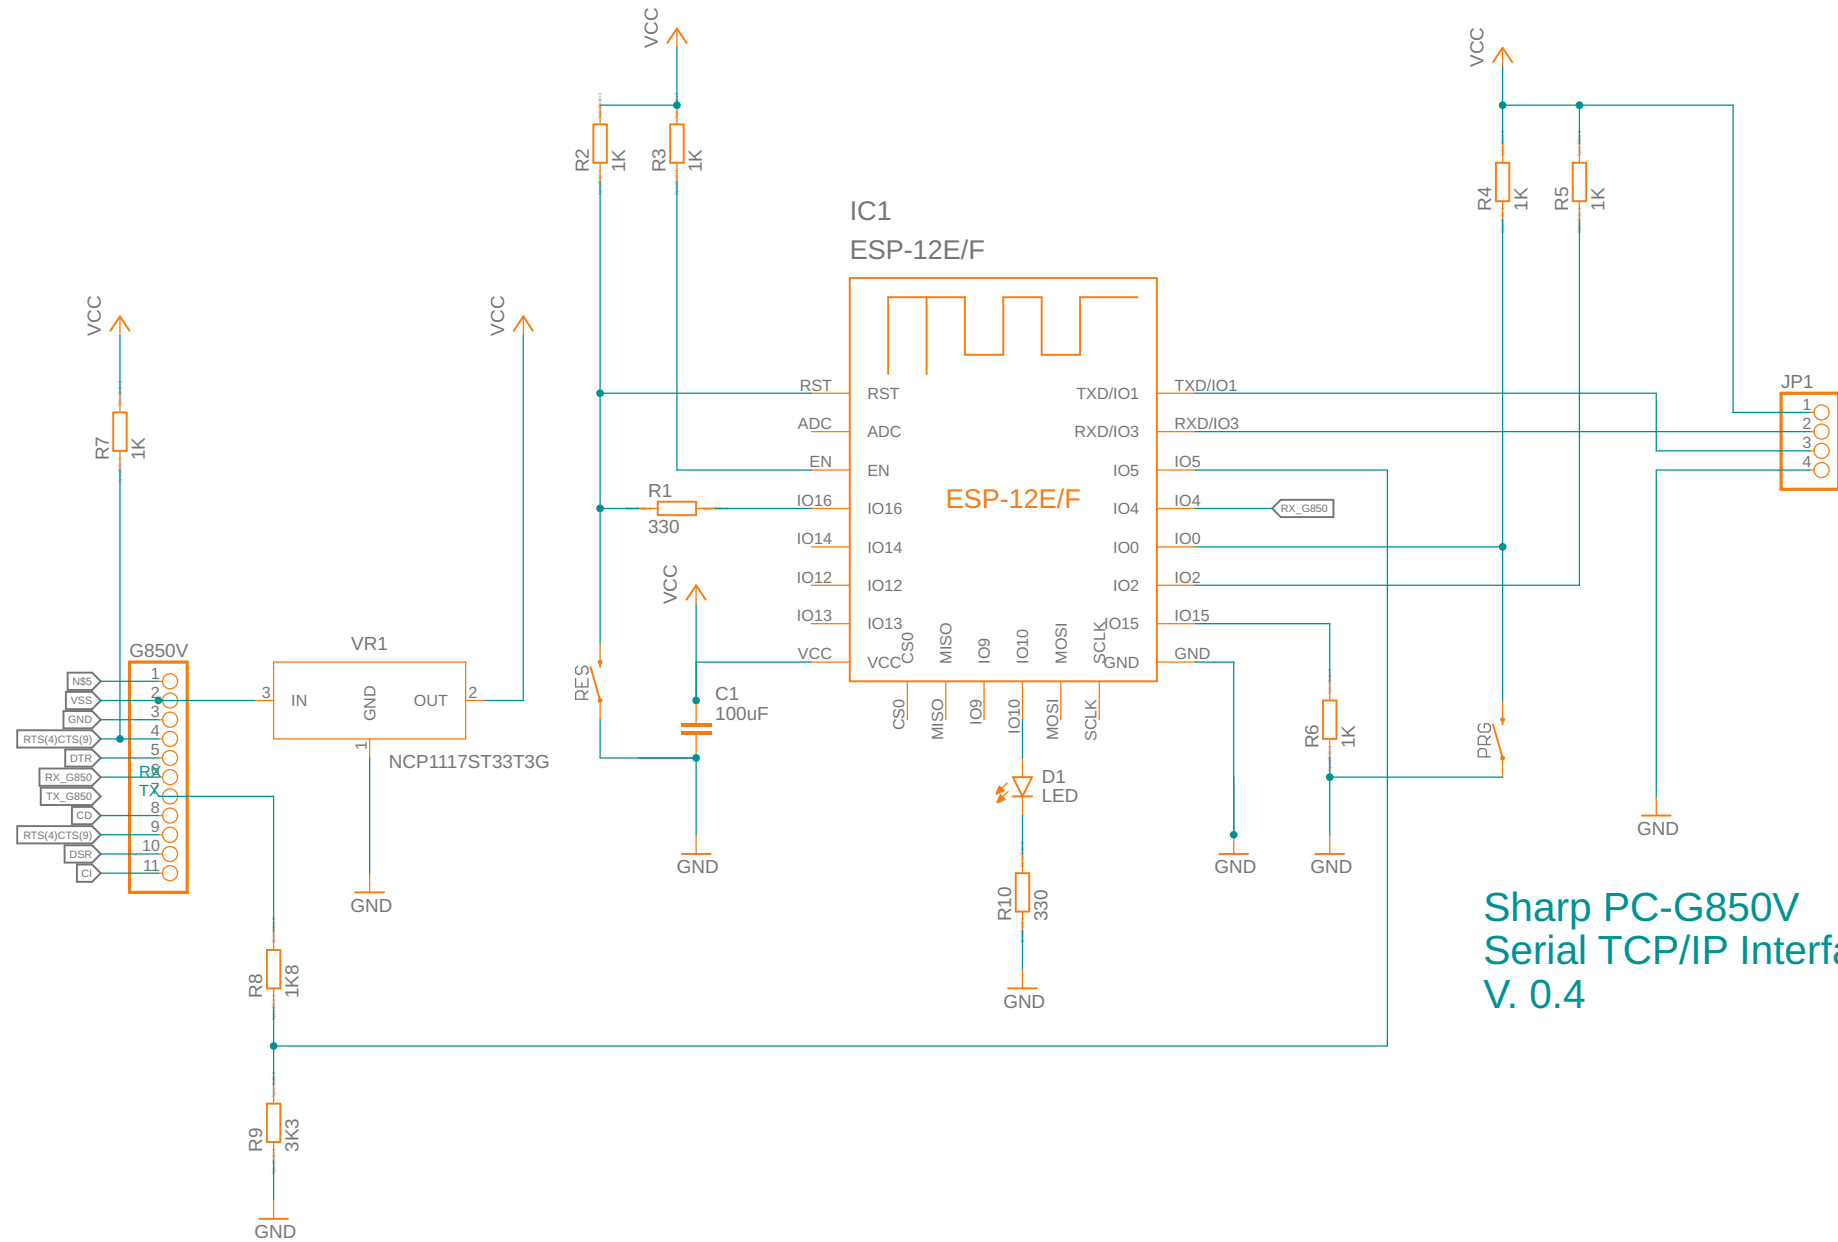 VCC
VCC
R2
1K
R3
1K
R4
1K
R5
1K
IC1
ESP-12E/F
VCC
VCC
R7
1K
RST
ADC
EN
IO16
IO14
IO12
IO13
VCC
RST
ADC
EN
IO16
IO14
IO12
IO13
VCC
ESP-12E/F
TXD/IO1
RXD/IO3
IO5
IO4
IO0
IO2
IO15
GND
TXD/IO1
RXD/IO3
IO5
IO4
IO0
IO2
IO15
GND
CS0
MISO
IO9
IO10
MOSI
SCLK
CS0
MISO
IO9
IO10
MOSI
SCLK
RX_G850
JP1
1
2
3
4
R1
330
VCC
RES
C1
100uF
GND
G850V
N$5
VSS
GND
RTS(4)CTS(9)
DTR
RX_G850
TX_G850
CD
RTS(4)CTS(9)
DSR
CI
1
2
3
4
5
6
7
8
9
10
11
RX
TX
VR1
3
IN
GND
OUT
2
1
NCP1117ST33T3G
GND
D1
LED
R10
330
GND
R6
1K
PRG
GND
GND
GND
R8
1K8
R9
3K3
GND
Sharp PC-G850V
Serial TCP/IP Interfa
V. 0.4